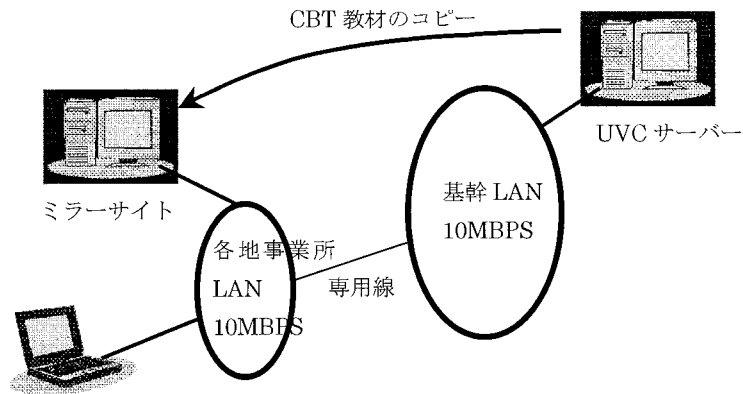 CBT 教材のコピー
UVC サーバー
ミラーサイト
基幹 LAN
10MBPS
各地事業所
LAN
10MBPS
専用線